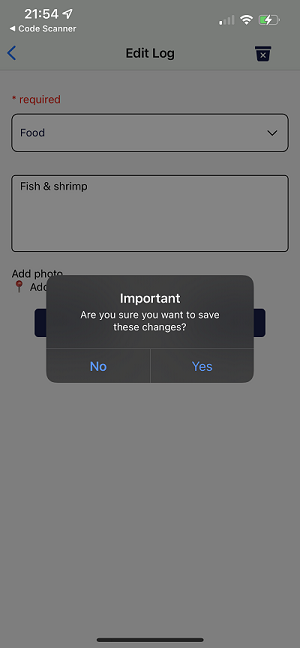 21:54
Code Scanner
Edit Log
* required
Food
Fish & shrimp
Add photo
Important
Are you sure you want to save
these changes?
No
Yes